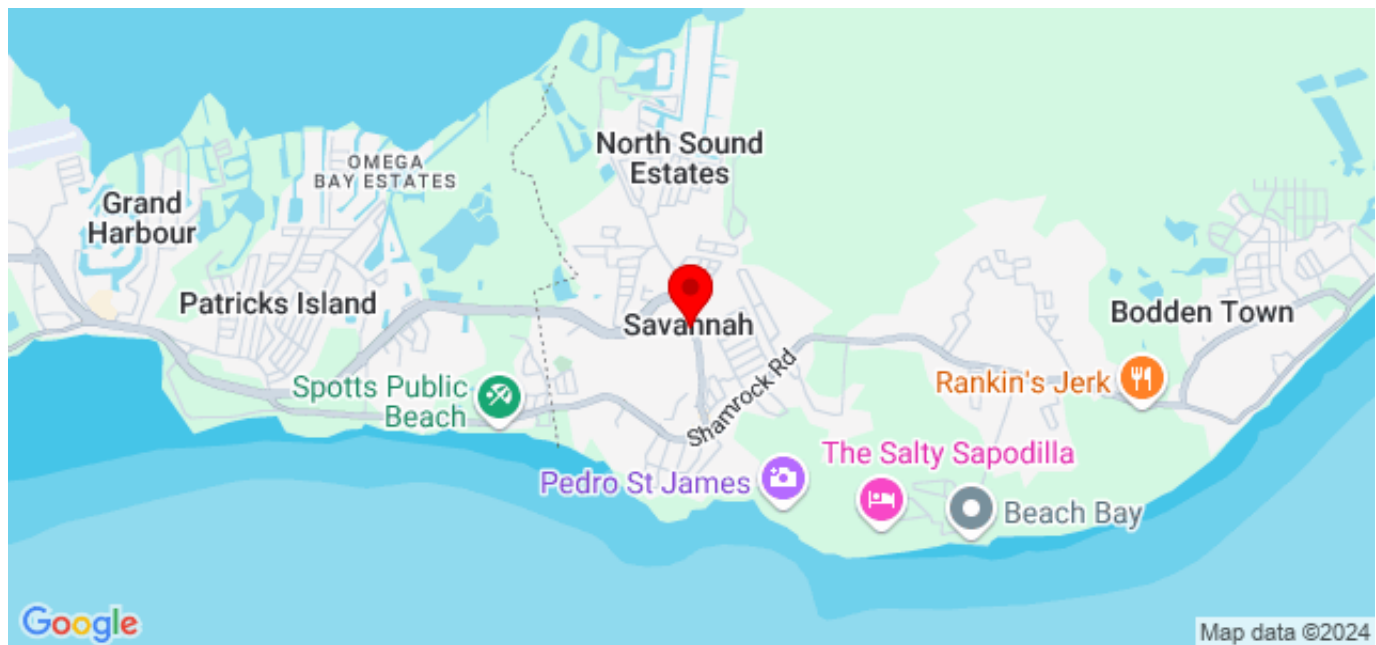 North Sound
Estates
OMEGA
BAY ESTATES
Grand
Harbour
Patricks Island
Savannah
Bodden Town
Shamrock Rd
Spotts Public
Beach
Rankin's Jerk
The Salty Sapodilla
Pedro St James
Beach Bay
Google
Map data ©2024